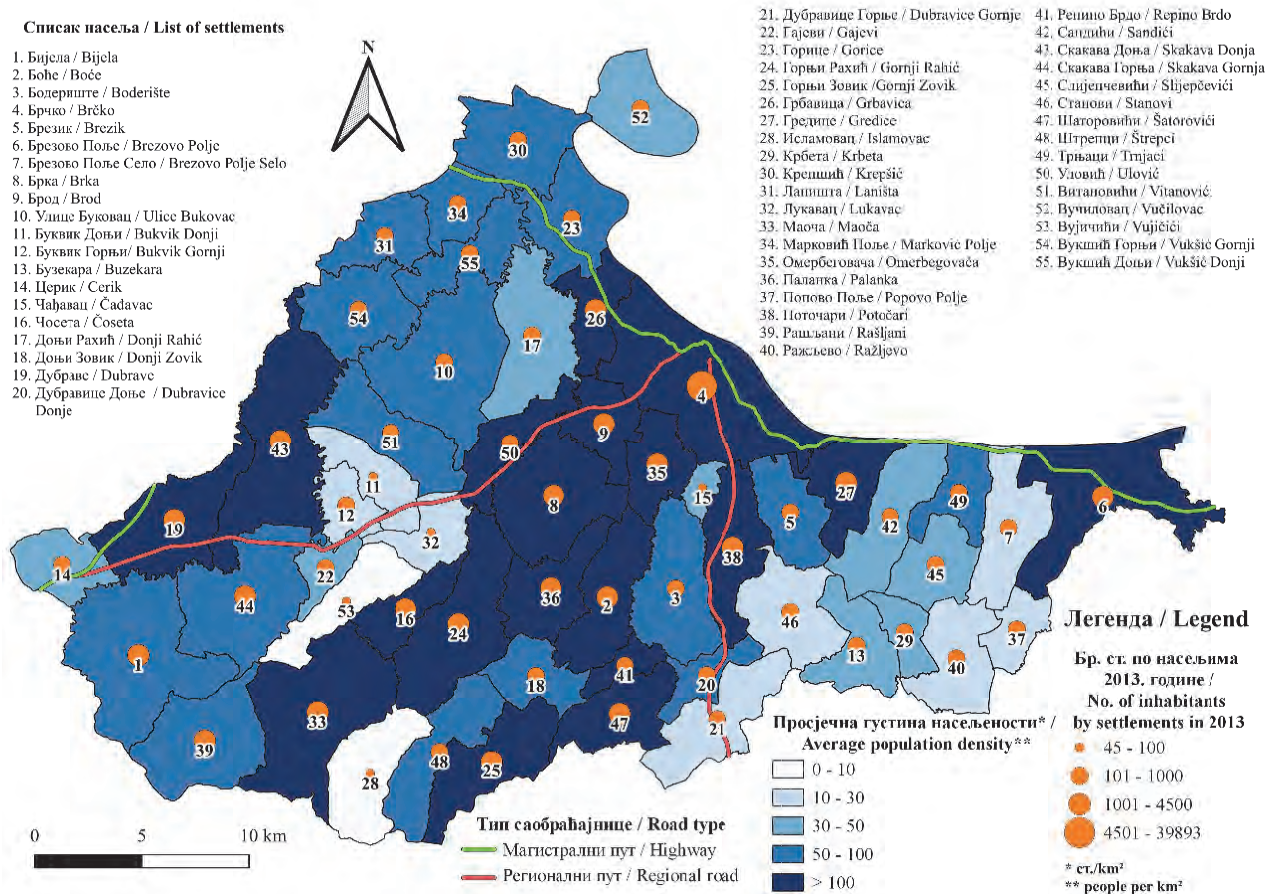 Списак насеља / List of settlements
1. Бијела / Bijela
2. Боће / Boće
3. Бодериште / Boderište
4. Брчко / Brčko
5. Брезик / Brezik
6. Брезово Поље / Brezovo Polje
7. Брезово Поље Село / Brezovo Polje Selo
8. Брка / Brka
9. Брод / Brod
10. Улице Буковац / Ulice Bukovac
11. Буквик Доњи / Bukvik Donji
12. Буквик Горњи/ Bukvik Gornji
13. Бузекара / Buzekara
14. Церик / Cerik
15. Чађавац / Čađavac
16. Чосета / Čoseta
17. Доњи Рахић / Donji Rahić
18. Доњи Зовик / Donji Zovik
19. Дубраве / Dubrave
20. Дубравице Доње / Dubravice
Donje
21. Дубравице Горње / Dubravice Gornje
22. Гајеви / Gajevi
23. Горице / Gorice
24. Горњи Рахић /Gornji Rahić
25. Горњи Зовик /Gornji Zovik
26. Грбавица / Grbavica
27. Гредице / Gredice
28. Исламовац / Islamovac
29. Крбета / Krbeta
30. Крепшић / Krepšić
31. Ланишта / Laništa
32. Лукавац / Lukavac
33. Маоча / Maoča
34. Марковић Поље / Marković Polje
35. Омербеговача / Omerbegovača
36. Паланка / Palanka
37. Попово Поље / Popovo Polje
38. Поточари / Potočari
39. Рашљани / Rašljani
40. Ражљево / Ražljevo
41. Репино Брдо / Repino Brdo
42. Сандићи / Sandići
43. Скакава Доња / Skakava Donja
44. Скакава Горња / Skakava Gornja
45. Слијепчевићи / Slijepčevići
46. Станови / Stanovi
47. Шаторовићи / Šatorovići
48. Штрепци / Štrepci
49. Трњаци / Trnjaci
50. Уловић / Ulović
51. Витановићи / Vitanović
52. Вучиловац / Vučilovac
53. Вујичићи / Vujičići
54. Вукшић Горњи / Vukšić Gornji
55. Вукшић Доњи / Vukšić Donji
N
52
30
34
23
31
55
54
26
17
10
4
9
43
51
50
35
11
15
27
49
8
12
42
6
5
19
7
32
38
14
22
45
44
36
2
3
53
16
46
24
37
29
13
1
41
40
18
20
33
47
21
39
48
25
28
0 5 10 km
Тип саобраћајнице / Road type
Магистрални пут / Highway
Регионални пут / Regional road
Просјечна густина насељености* /
Average population density**
0 - 10
10 - 30
30 - 50
50 - 100
> 100
Легенда / Legend
Бр. ст. по насељима
2013. године /
No. of inhabitants
by settlements in 2013
45 - 100
101 - 1000
1001 - 4500
4501 - 39893
* ст./km²
** people per km²